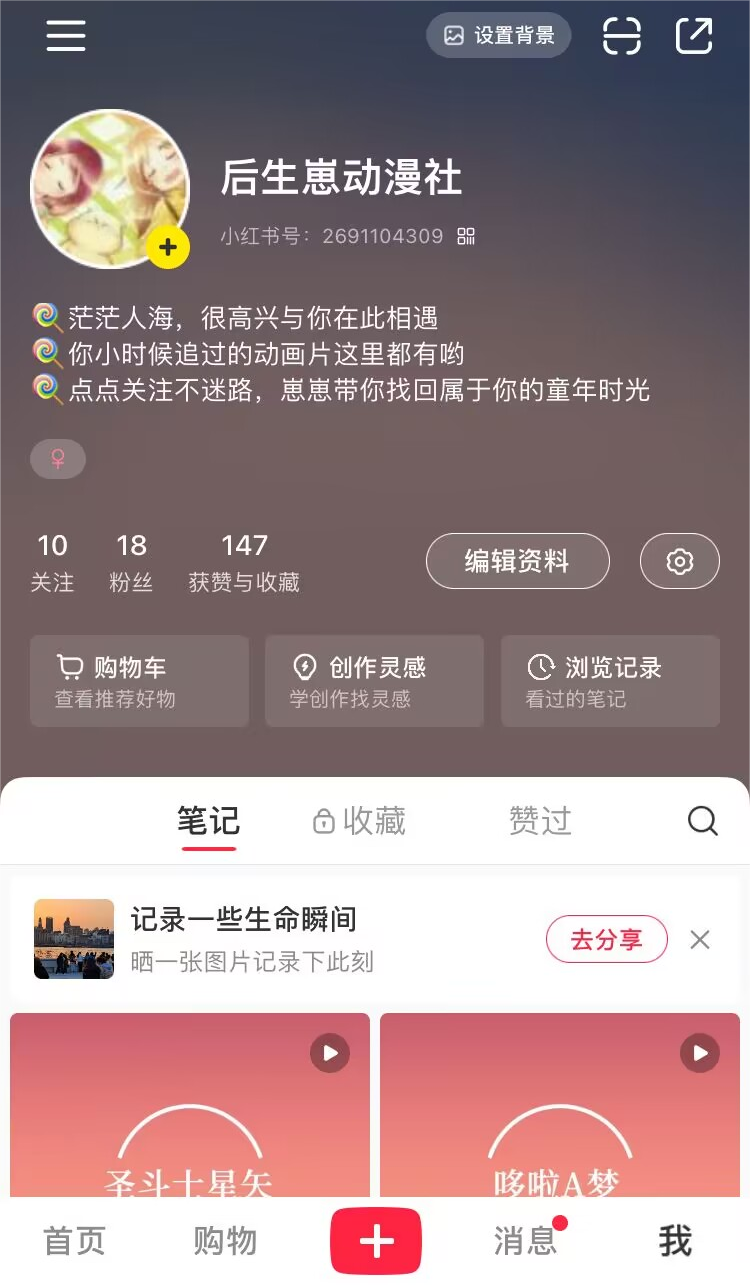 设置背景
后生崽动漫社
小红书号：2691104309
茫茫人海，很高兴与你在此相遇
你小时候追过的动画片这里都有哟
点点关注不迷路，崽崽带你找回属于你的童年时光
♀
10 18 147
关注 粉丝 获赞与收藏
编辑资料
购物车 创作灵感 浏览记录
查看推荐好物 学创作找灵感 看过的笔记
笔记 收藏 赞过
记录一些生命瞬间
晒一张图片记录下此刻
去分享
圣斗士星矢 哆啦A梦
首页 购物 消息 我